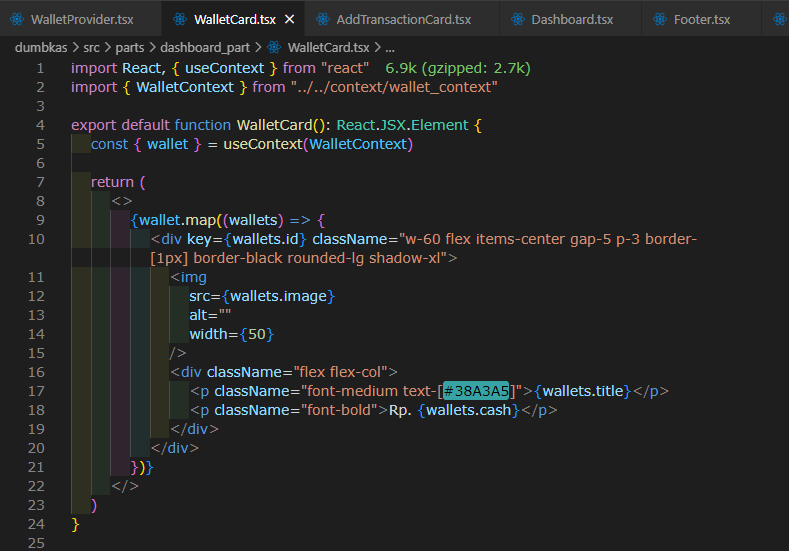 WalletProvider.tsx WalletCard.tsx × AddTransactionCard.tsx Dashboard.tsx Footer.tsx
dumbkas > src > parts > dashboard_part > WalletCard.tsx > ...
1 import React, { useContext } from "react" 6.9k (gzipped: 2.7k)
2 import { WalletContext } from "../../context/wallet_context"
3
4 export default function WalletCard(): React.JSX.Element {
5 const { wallet } = useContext(WalletContext)
6
7 return (
8 <>
9 {wallet.map((wallets) => {
10 <div key={wallets.id} className="w-60 flex items-center gap-5 p-3 border-
[1px] border-black rounded-lg shadow-xl">
11 <img
12 src={wallets.image}
13 alt=""
14 width={50}
15 />
16 <div className="flex flex-col">
17 <p className="font-medium text-[#38A3A5]">{wallets.title}</p>
18 <p className="font-bold">Rp. {wallets.cash}</p>
19 </div>
20 </div>
21 })}
22 </>
23 )
24 }
25